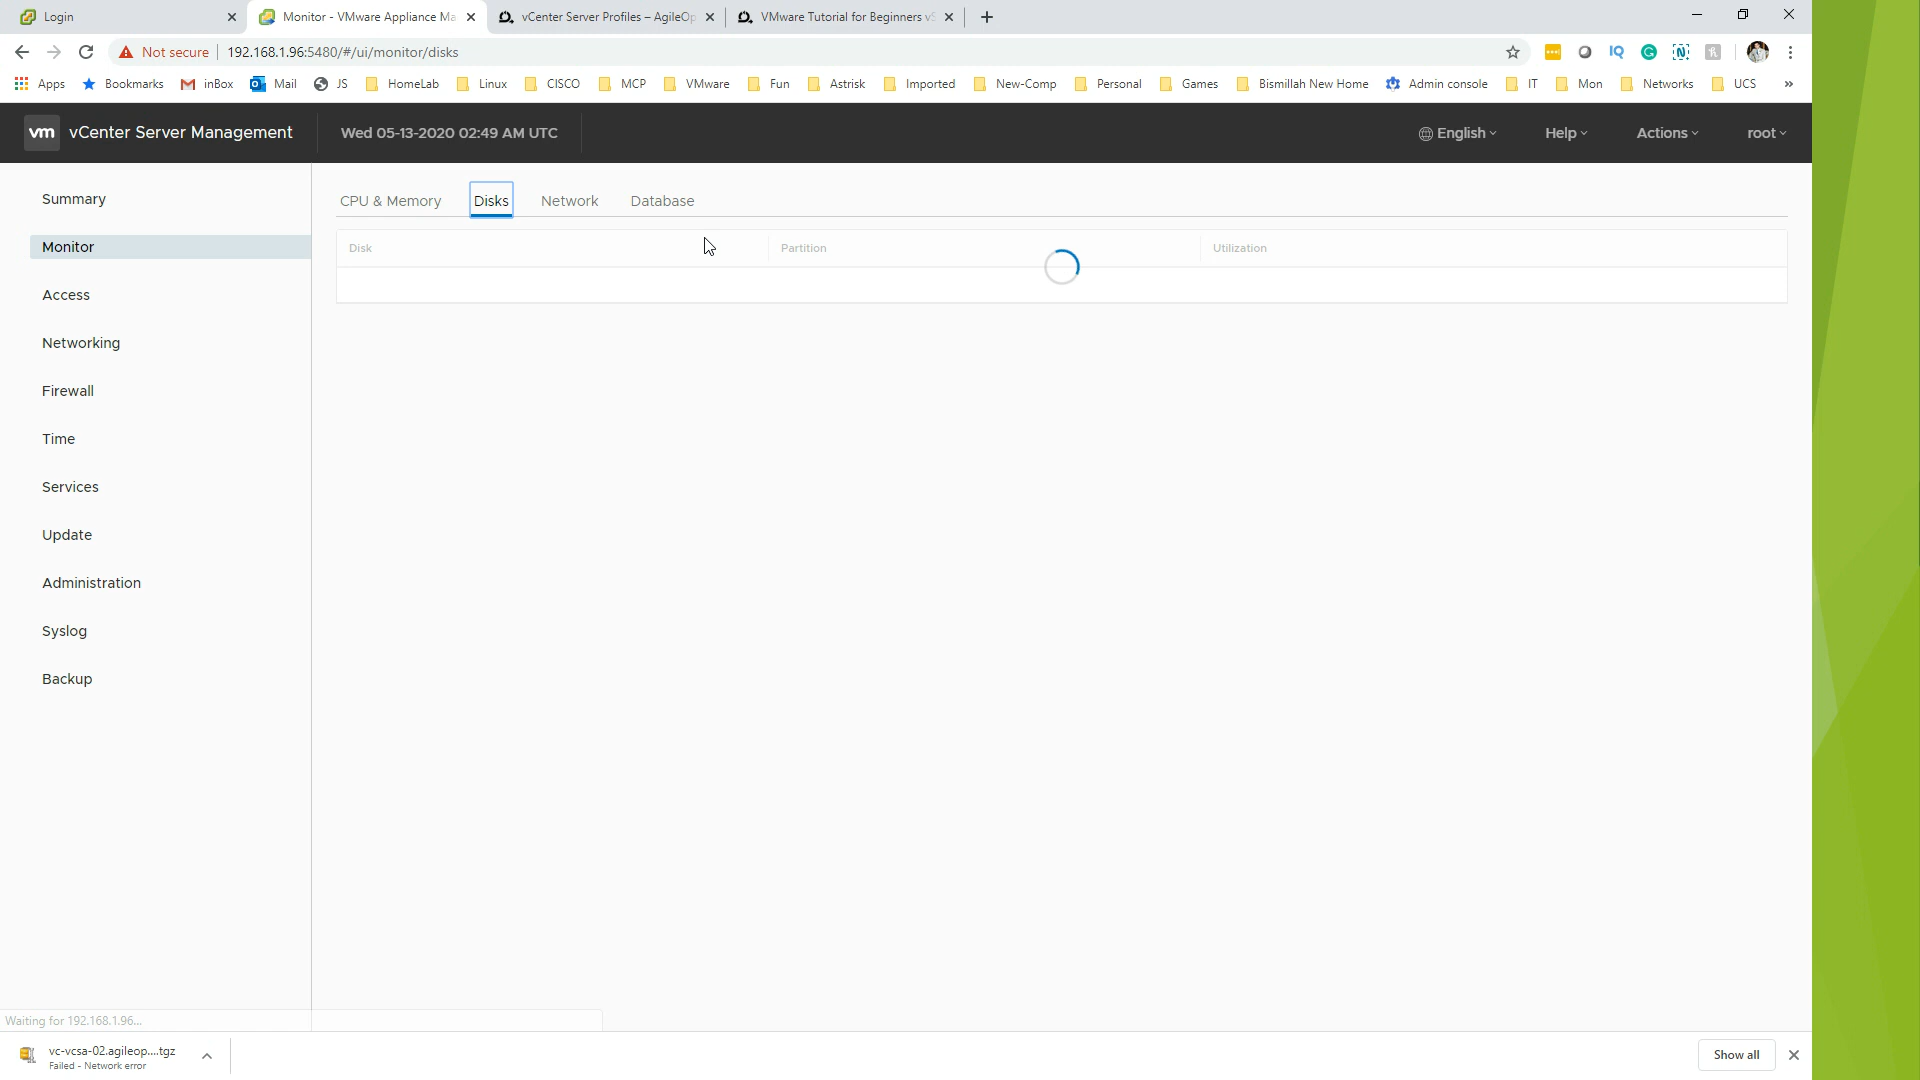 Login
Monitor - VMware Appliance Ma
vCenter Server Profiles – AgileOp
VMware Tutorial for Beginners vS
Not secure
192.168.1.96:5480/#/ui/monitor/disks
IQ
Apps
Bookmarks
inBox
Mail
JS
HomeLab
Linux
CISCO
MCP
VMware
Fun
Astrisk
Imported
New-Comp
Personal
Games
Bismillah New Home
Admin console
IT
Mon
Networks
UCS
»
vm vCenter Server Management
Wed 05-13-2020 02:49 AM UTC
English
Help
Actions
root
Summary
Monitor
Access
Networking
Firewall
Time
Services
Update
Administration
Syslog
Backup
CPU & Memory
Disks
Network
Database
Disk
Partition
Utilization
Waiting for 192.168.1.96...
vc-vcsa-02.agileop....tgz
Failed - Network error
Show all